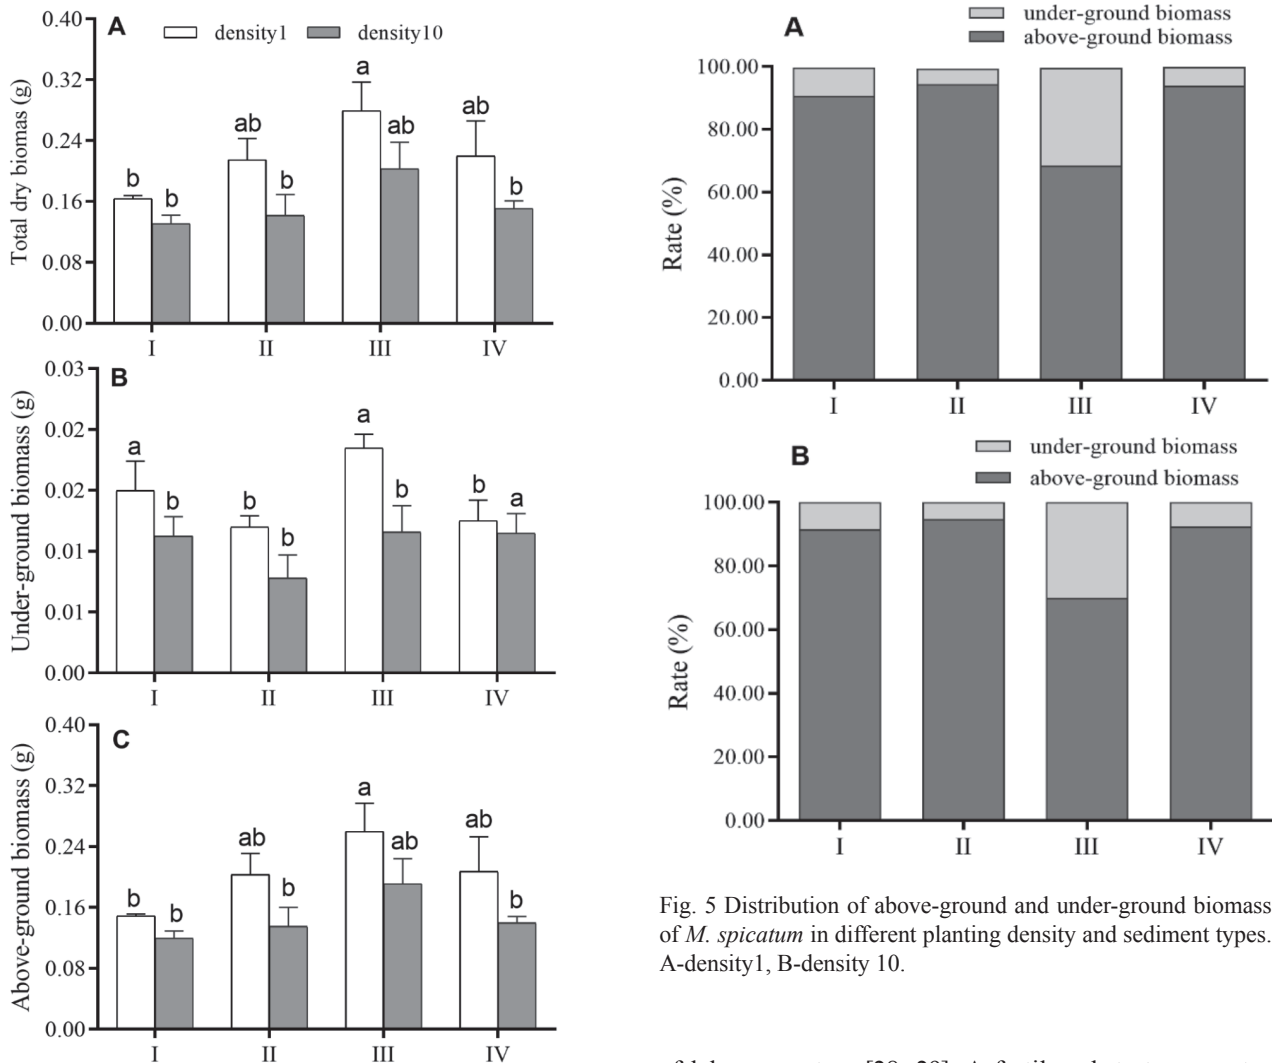 A
density1 density10
Total dry biomas (g)
0.40
0.32
0.24
0.16
0.08
0.00
b b ab b a ab ab b
I II III IV
B
Under-ground biomass (g)
0.03
0.02
0.02
0.01
0.01
0.00
a b b b a b b a
I II III IV
C
Above-ground biomass (g)
0.40
0.32
0.24
0.16
0.08
0.00
b b ab b a ab ab b
I II III IV
A
under-ground biomass
above-ground biomass
Rate (%)
100.00
80.00
60.00
40.00
20.00
0.00
I II III IV
B
under-ground biomass
above-ground biomass
Rate (%)
100.00
80.00
60.00
40.00
20.00
0.00
I II III IV
Fig. 5 Distribution of above-ground and under-ground biomass
of M. spicatum in different planting density and sediment types.
A-density1, B-density 10.